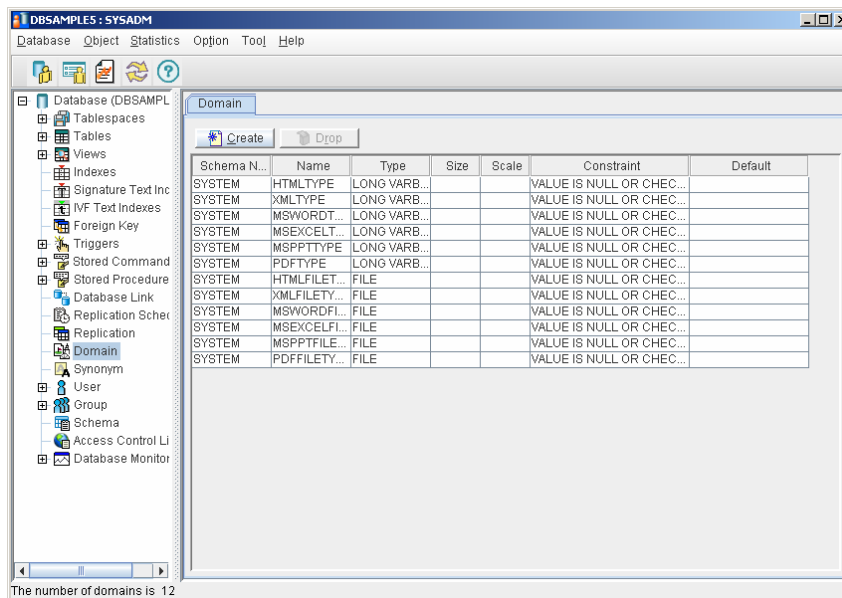 DBSAMPLE5 : SYSADM
Database Object Statistics Option Tool Help
Database (DBSAMPL
Tablespaces
Tables
Views
Indexes
Signature Text Inc
IVF Text Indexes
Foreign Key
Triggers
Stored Command
Stored Procedure
Database Link
Replication Sched
Replication
Domain
Synonym
User
Group
Schema
Access Control Li
Database Monitor
Domain
Create Drop
Schema N... Name Type Size Scale Constraint Default
SYSTEM HTMLTYPE LONG VARB... VALUE IS NULL OR CHEC...
SYSTEM XMLTYPE LONG VARB... VALUE IS NULL OR CHEC...
SYSTEM MSWORDT... LONG VARB... VALUE IS NULL OR CHEC...
SYSTEM MSEXCELT... LONG VARB... VALUE IS NULL OR CHEC...
SYSTEM MSPPTTYPE LONG VARB... VALUE IS NULL OR CHEC...
SYSTEM PDFTYPE LONG VARB... VALUE IS NULL OR CHEC...
SYSTEM HTMLFILET... FILE VALUE IS NULL OR CHEC...
SYSTEM XMLFILETY... FILE VALUE IS NULL OR CHEC...
SYSTEM MSWORDFI... FILE VALUE IS NULL OR CHEC...
SYSTEM MSEXCELFI... FILE VALUE IS NULL OR CHEC...
SYSTEM MSPPTFILE... FILE VALUE IS NULL OR CHEC...
SYSTEM PDFFILETY... FILE VALUE IS NULL OR CHEC...
The number of domains is 12